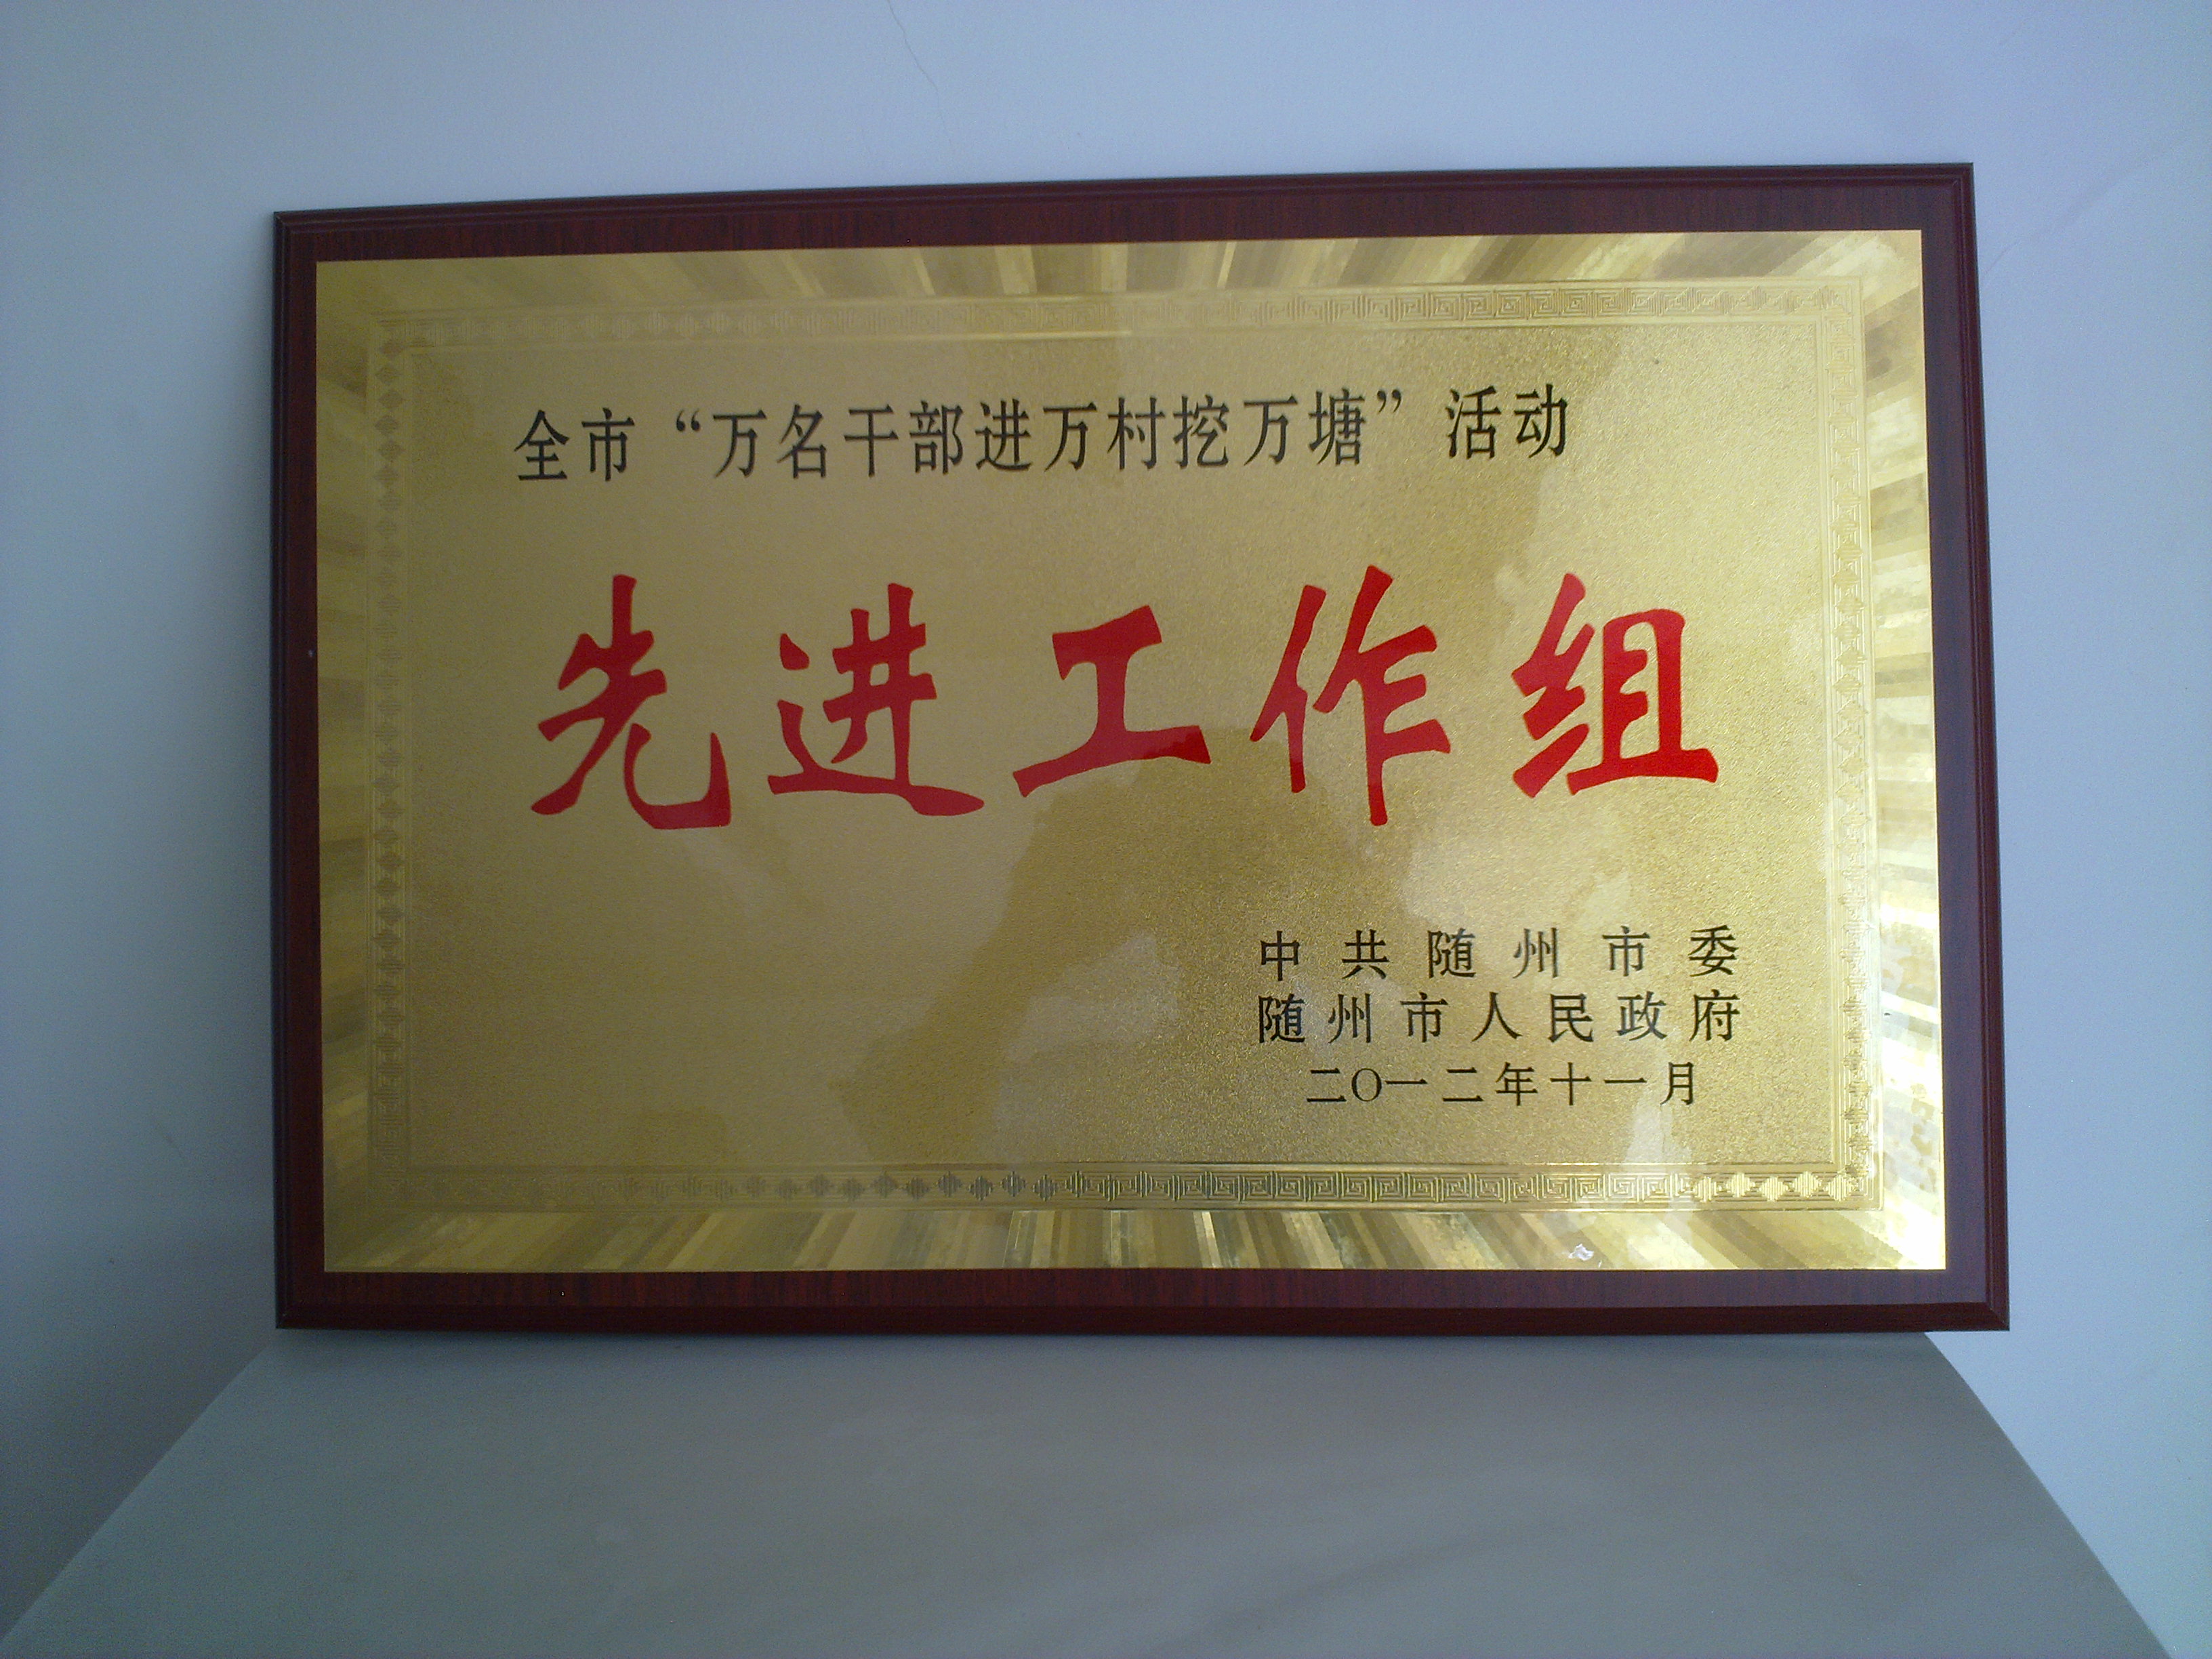 全市“万名干部进万村挖万塘”活动
先进工作组
中共随州市委
随州市人民政府
二〇一二年十一月